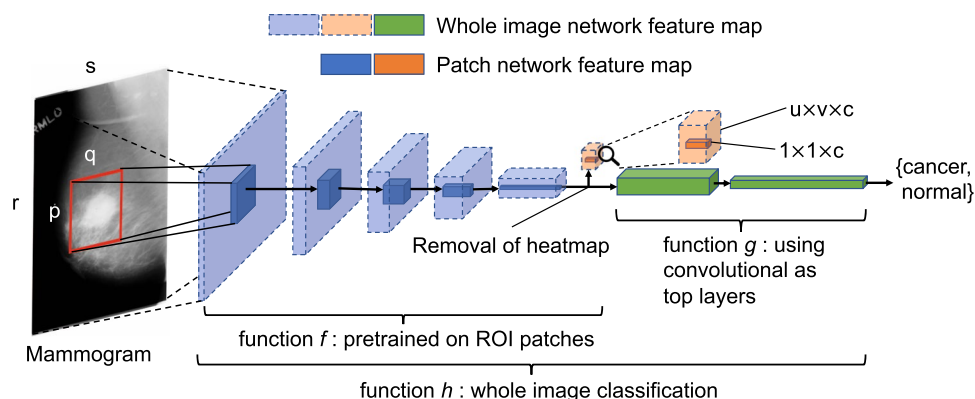 Whole image network feature map
Patch network feature map
s
RMLO
q
p
r
u×v×c
1×1×c
{cancer,
normal}
Removal of heatmap
function g : using
convolutional as
top layers
function f : pretrained on ROI patches
Mammogram
function h : whole image classification